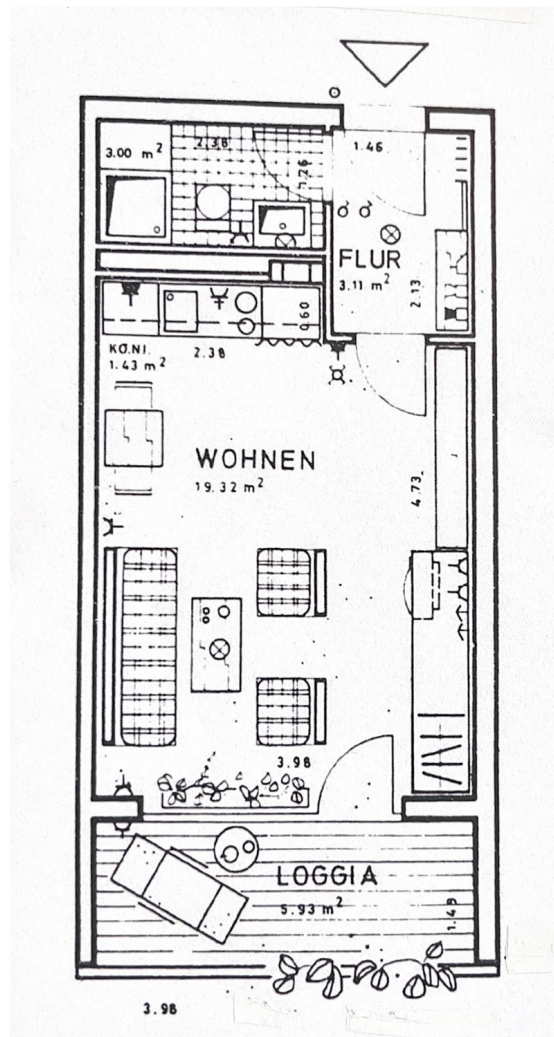 2.38
1.46
3.00 m²
1.26
FLUR
3.11 m²
2.13
0.60
KO.NI.
1.43 m²
2.38
WOHNEN
19.32 m²
4.73
3.98
LOGGIA
5.93 m²
1.49
3.98